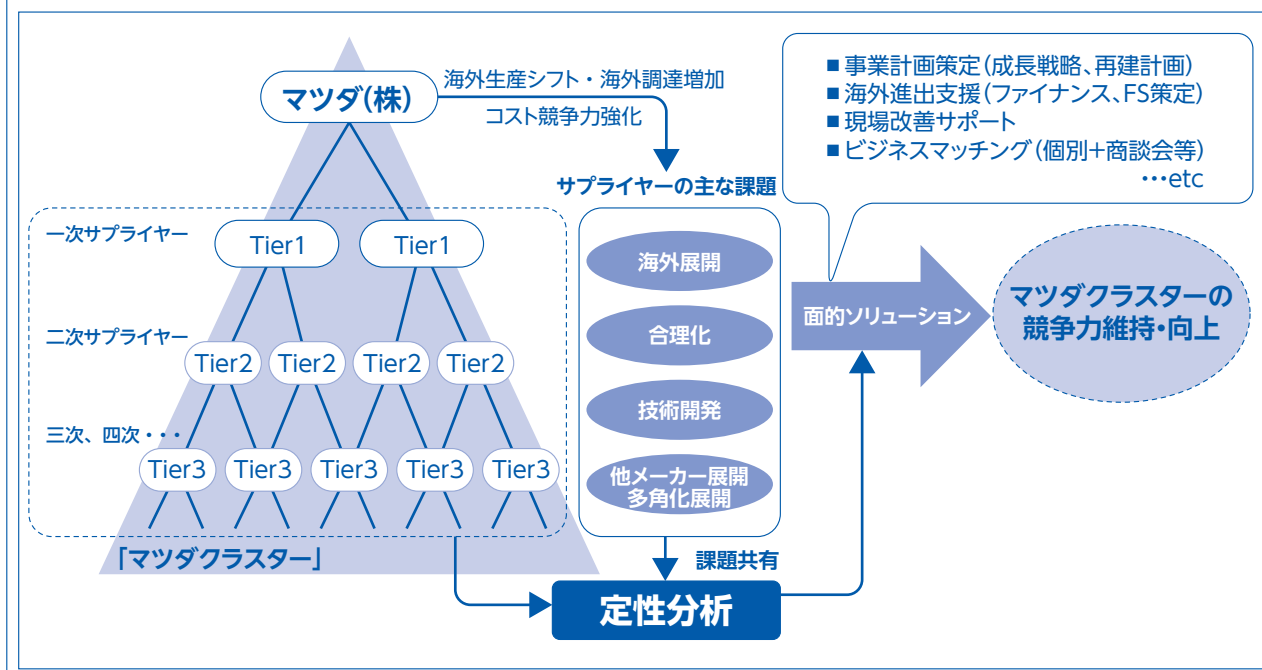 マツダ(株)
海外生産シフト・海外調達増加
コスト競争力強化
サプライヤーの主な課題
■事業計画策定(成長戦略、再建計画)
■海外進出支援(ファイナンス、FS策定)
■現場改善サポート
■ビジネスマッチング(個別+商談会等)
…etc
一次サプライヤー
Tier1
Tier1
二次サプライヤー
Tier2
Tier2
Tier2
Tier2
三次、四次・・・
Tier3
Tier3
Tier3
Tier3
Tier3
「マツダクラスター」
海外展開
合理化
技術開発
他メーカー展開
多角化展開
課題共有
定性分析
面的ソリューション
マツダクラスターの
競争力維持・向上